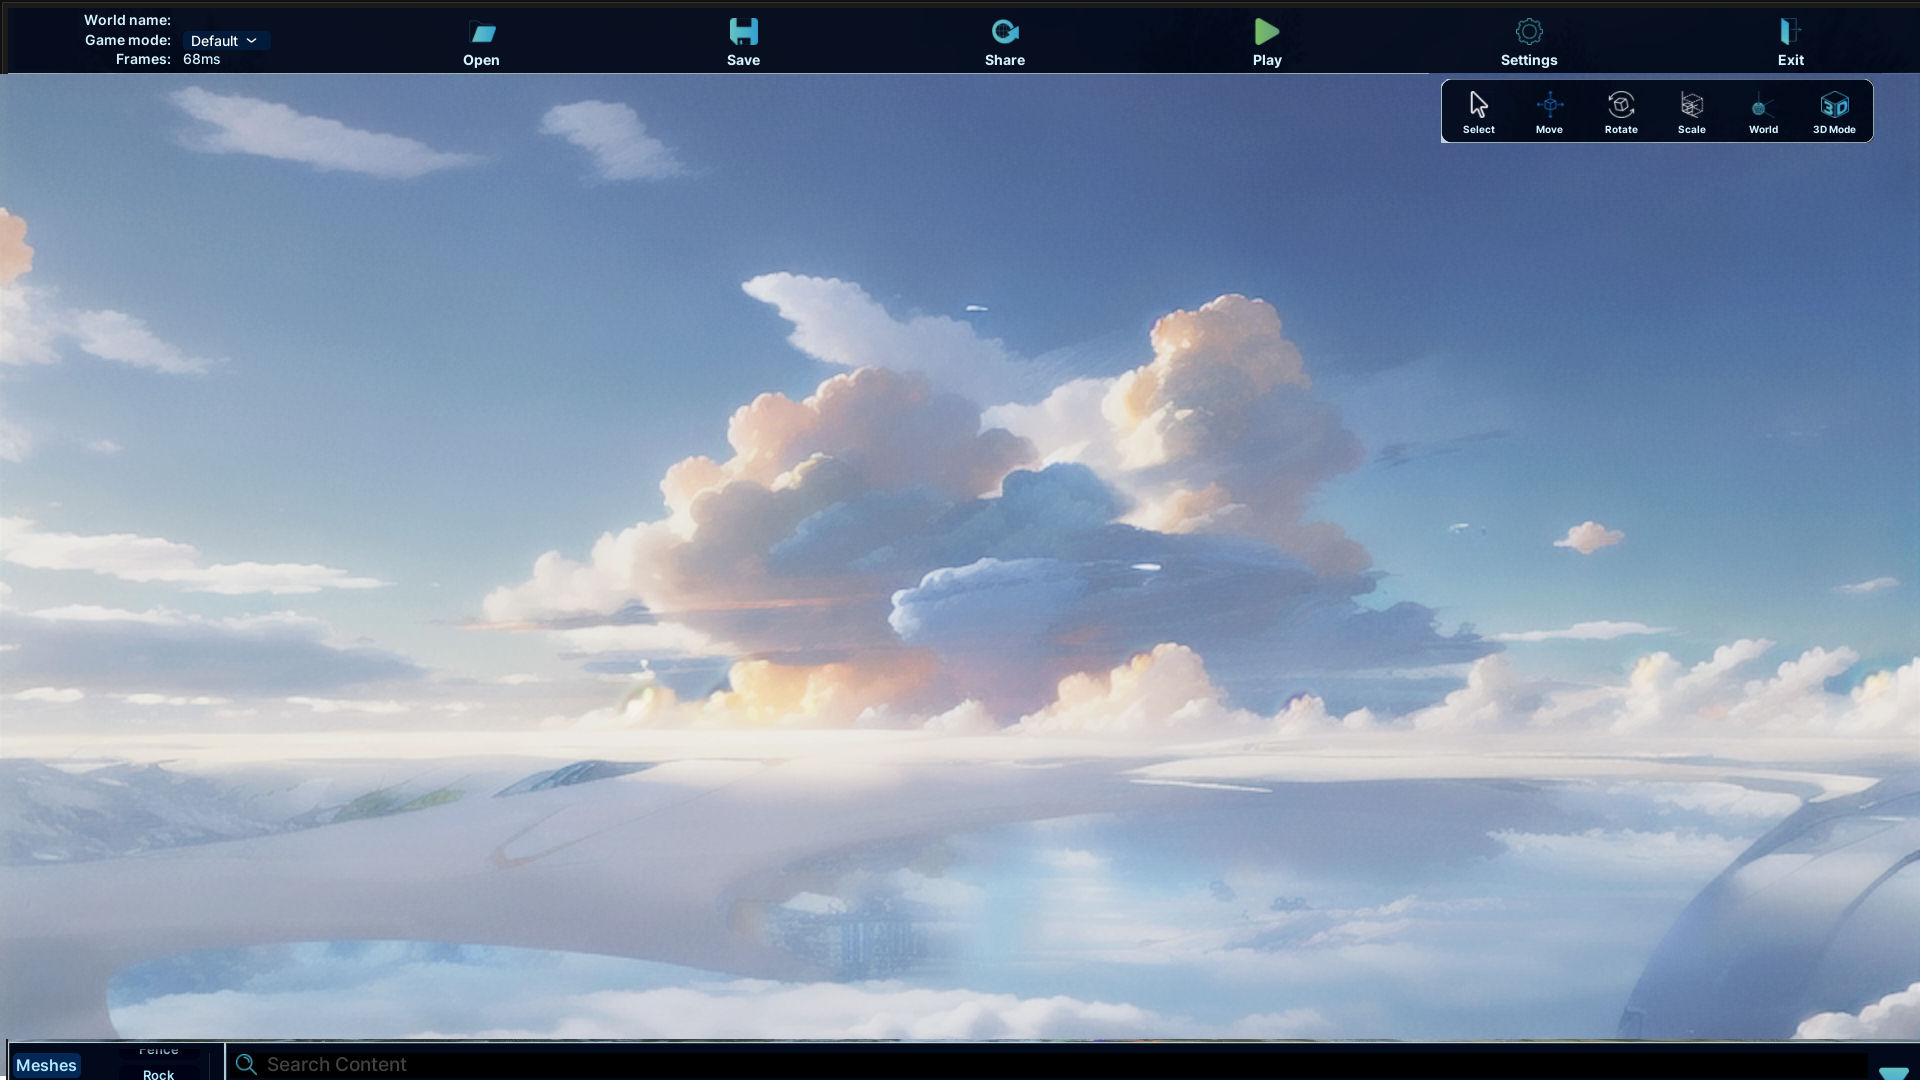 World name:
Game mode: Default
Frames: 68ms
Open
Save
Share
Play
Settings
Exit
Select
Move
Rotate
Scale
World
3D Mode
Meshes
Fence
Rock
Search Content